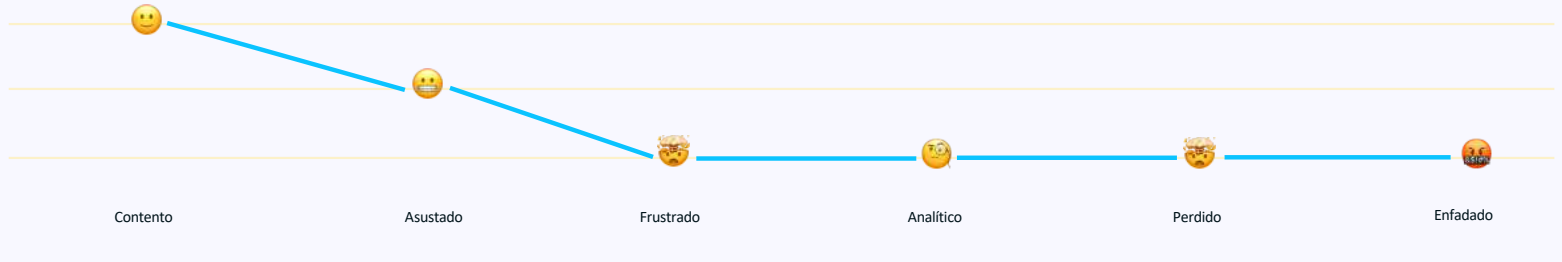 Contento
Asustado
Frustrado
Analítico
Perdido
Enfadado